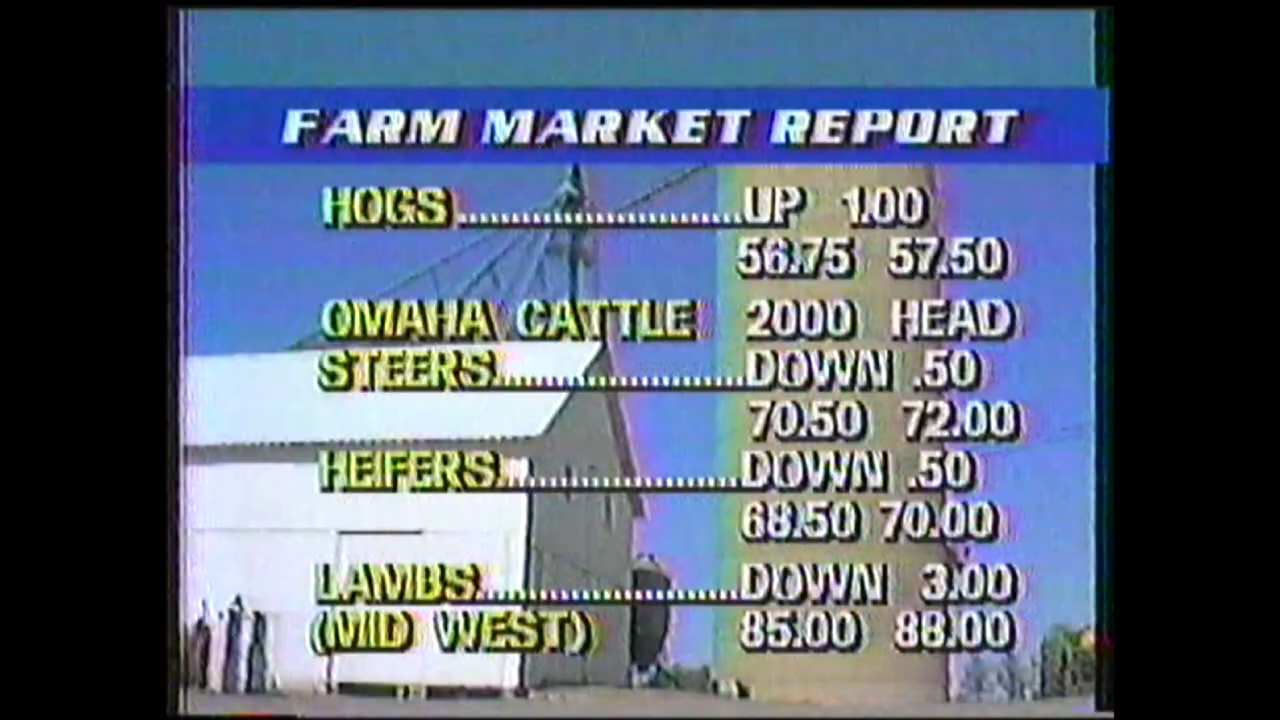 FARM MARKET REPORT
HOGS..............................UP 1.00
56.75 57.50
OMAHA CATTLE 2000 HEAD
STEERS..........................DOWN .50
70.50 72.00
HEIFERS.........................DOWN .50
68.50 70.00
LAMBS...........................DOWN 3.00
(MID WEST) 85.00 88.00